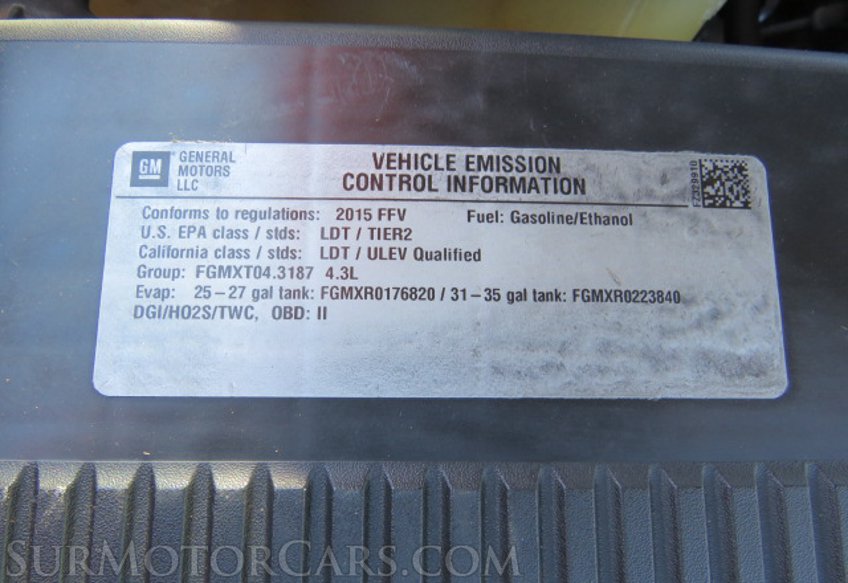 GM
GENERAL
MOTORS
LLC
VEHICLE EMISSION
CONTROL INFORMATION
Conforms to regulations: 2015 FFV Fuel: Gasoline/Ethanol
U.S. EPA class / stds: LDT / TIER2
California class / stds: LDT / ULEV Qualified
Group: FGMXT04.3187 4.3L
Evap: 25-27 gal tank: FGMXR0176820 / 31-35 gal tank: FGMXR0223840
DGI/HO2S/TWC, OBD: II
SURMOTORCARS.COM